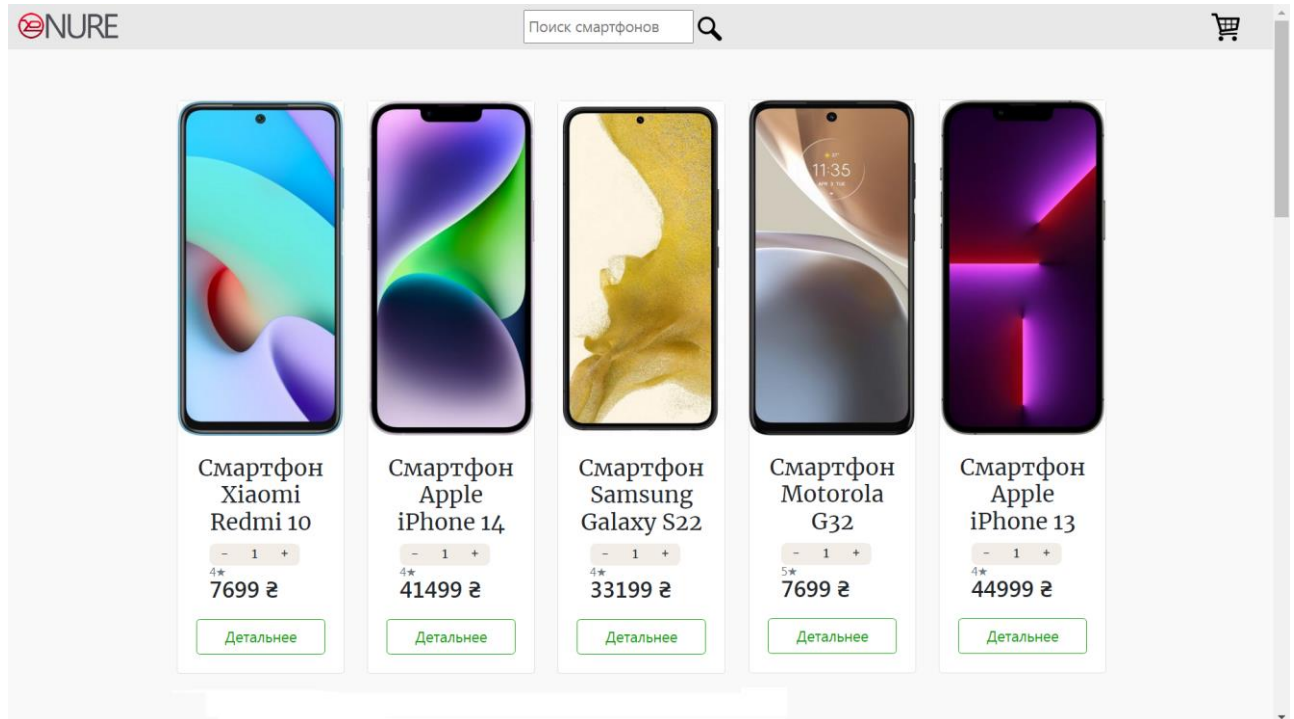 NURE
Поиск смартфонов
11:35
Смартфон
Xiaomi
Redmi 10
- 1 +
4★
7699 ₴
Детальнее
Смартфон
Apple
iPhone 14
- 1 +
4★
41499 ₴
Детальнее
Смартфон
Samsung
Galaxy S22
- 1 +
4★
33199 ₴
Детальнее
Смартфон
Motorola
G32
- 1 +
5★
7699 ₴
Детальнее
Смартфон
Apple
iPhone 13
- 1 +
4★
44999 ₴
Детальнее